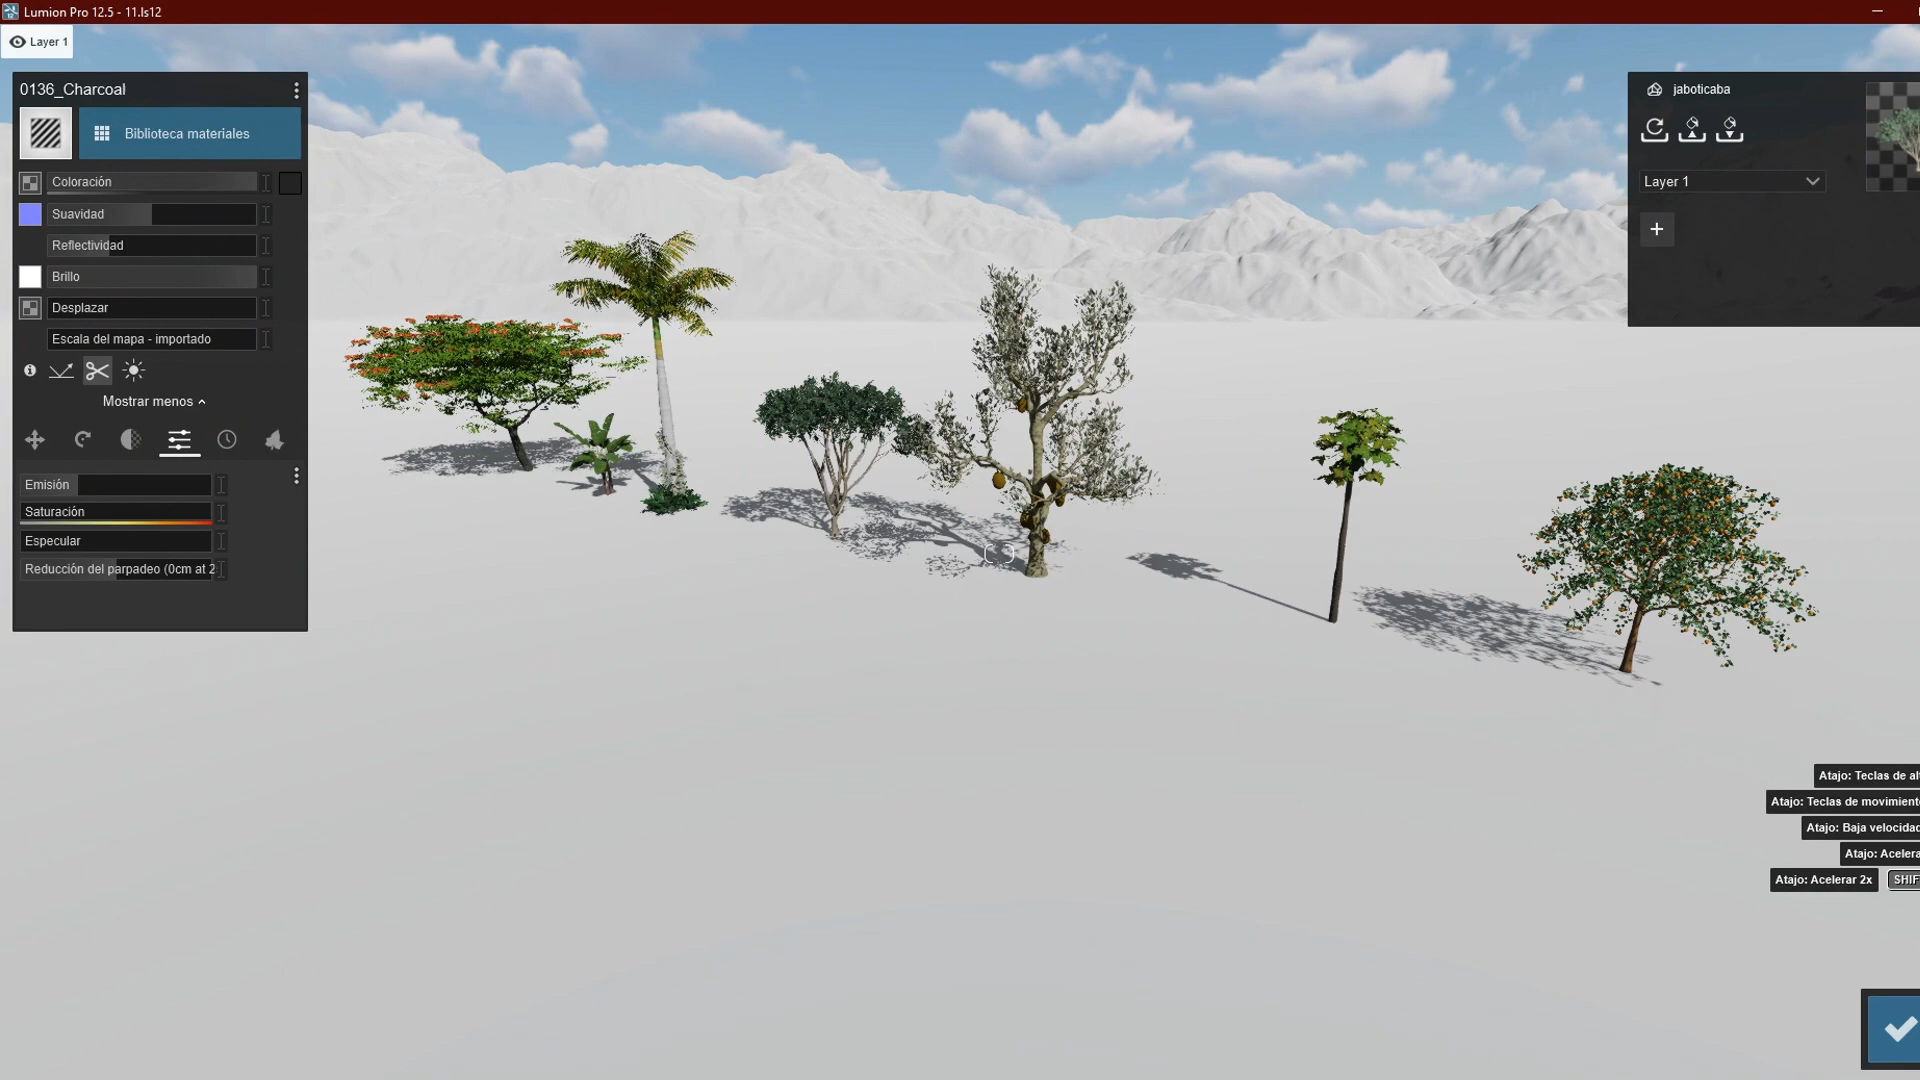 Lumion Pro 12.5 - 11.ls12
Layer 1
0136_Charcoal
Biblioteca materiales
Coloración
Suavidad
Reflectividad
Brillo
Desplazar
Escala del mapa - importado
Mostrar menos
Emisión
Saturación
Especular
Reducción del parpadeo (0cm at 2
jaboticaba
Layer 1
Atajo: Teclas de al
Atajo: Teclas de movimient
Atajo: Baja velocidad
Atajo: Acelera
Atajo: Acelerar 2x SHIF